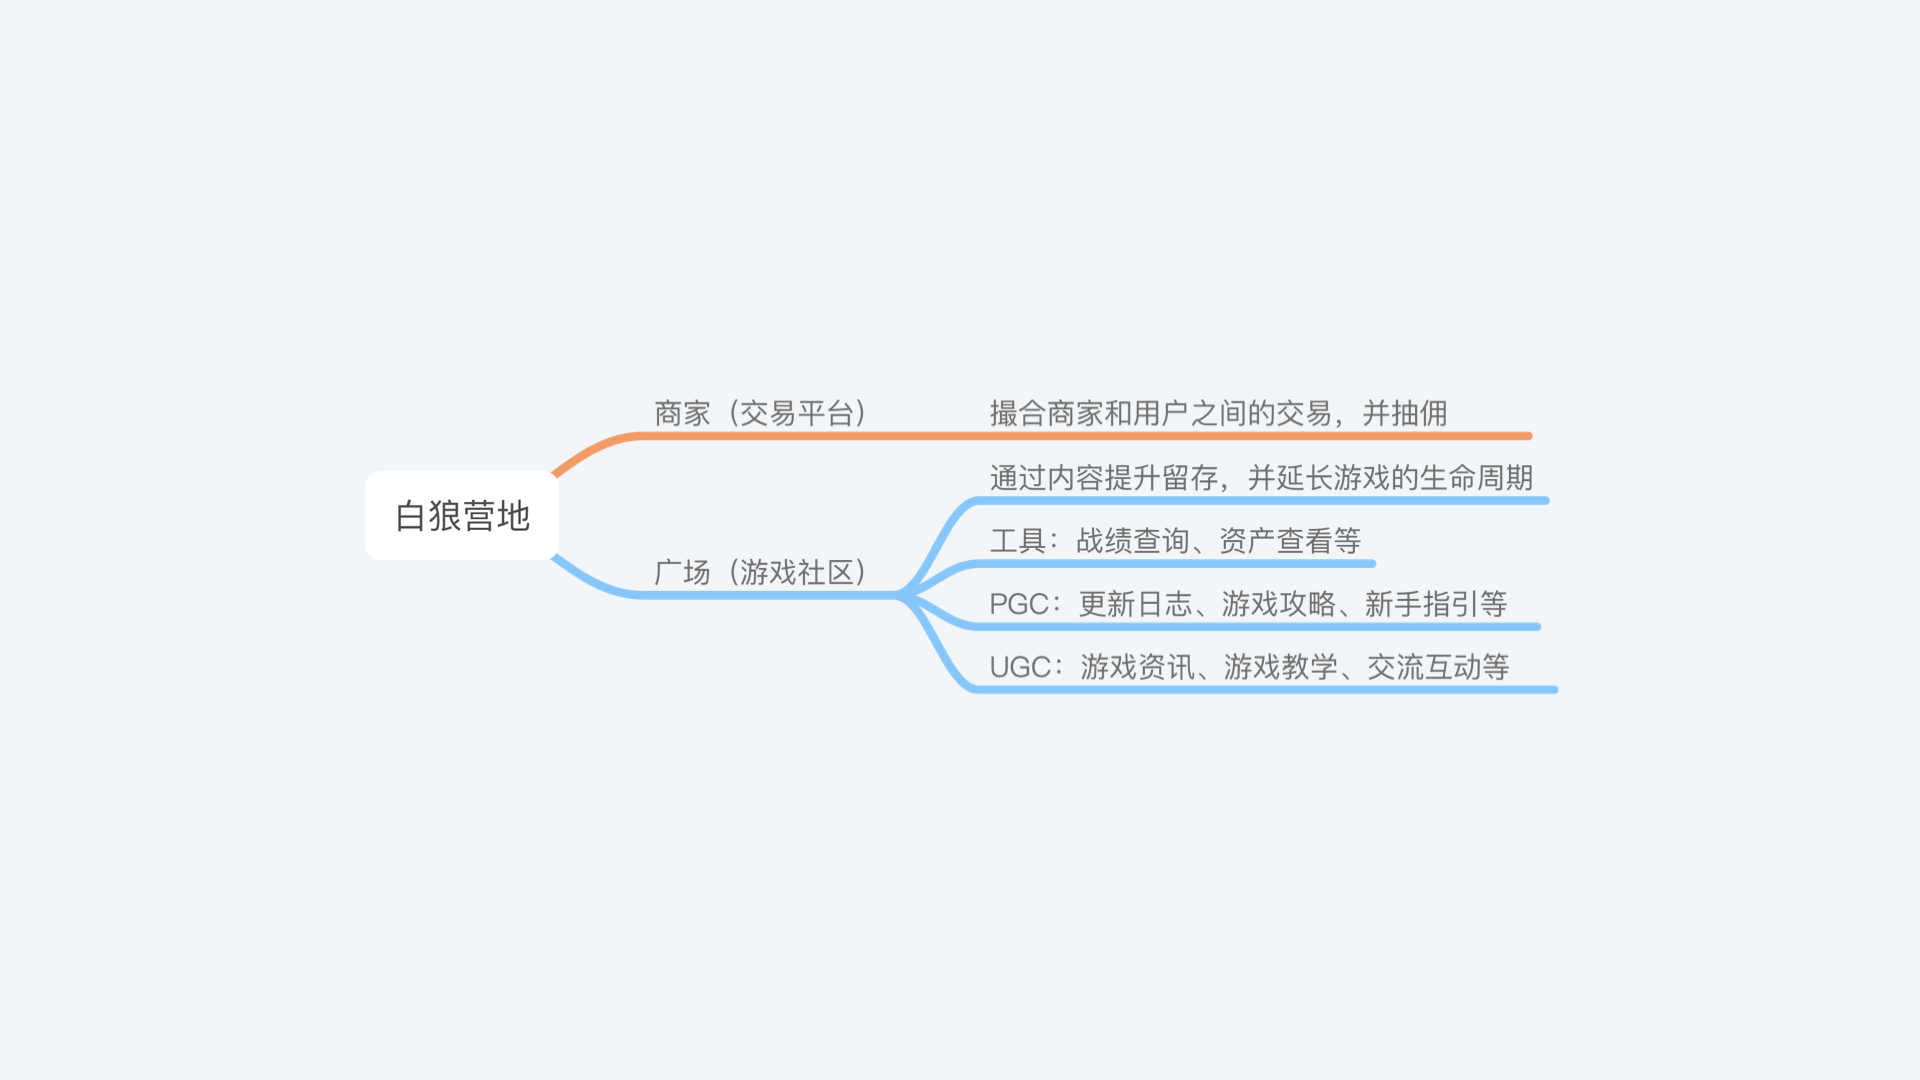 白狼营地
商家（交易平台）
撮合商家和用户之间的交易，并抽佣
广场（游戏社区）
通过内容提升留存，并延长游戏的生命周期
工具：战绩查询、资产查看等
PGC：更新日志、游戏攻略、新手指引等
UGC：游戏资讯、游戏教学、交流互动等